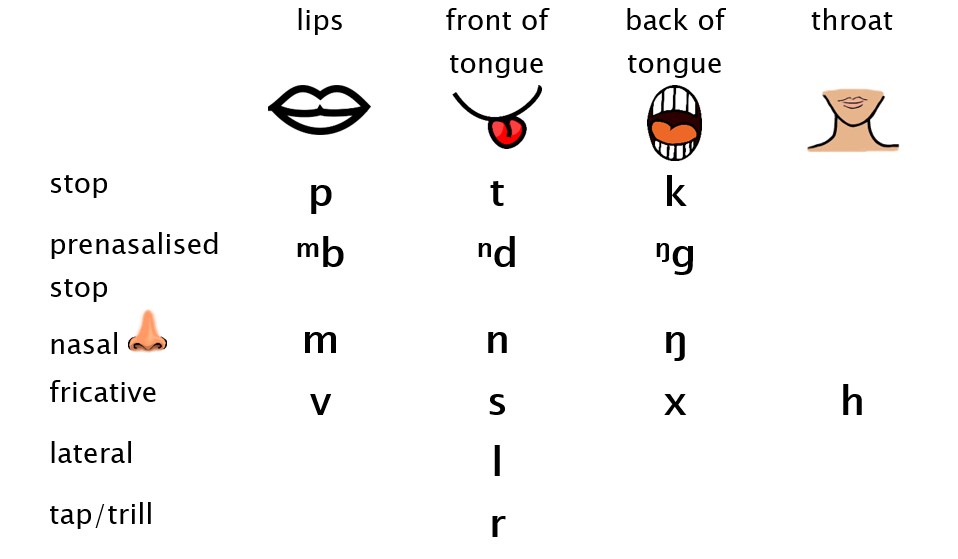 lips front of back of throat
tongue tongue
stop p t k
prenasalised ᵐb ⁿd ᵑg
stop
nasal m n ŋ
fricative v s x h
lateral l
tap/trill r